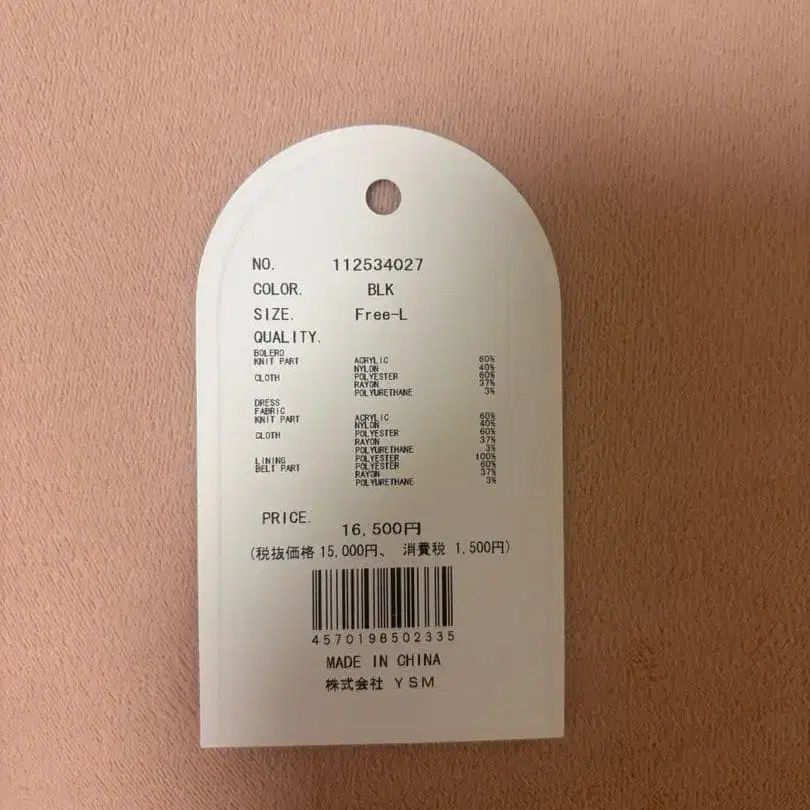 NO. 112534027
COLOR. BLK
SIZE. Free-L
QUALITY.
BOLERO
KNIT PART ACRYLIC 60%
NYLON 40%
CLOTH POLYESTER 60%
RAYON 37%
POLYURETHANE 3%
DRESS
FABRIC
KNIT PART ACRYLIC 60%
NYLON 40%
CLOTH POLYESTER 60%
RAYON 37%
POLYURETHANE 3%
LINING POLYESTER 100%
BELT PART POLYESTER 60%
RAYON 37%
POLYURETHANE 3%
PRICE. 16,500円
(税抜価格 15,000円、 消費税 1,500円)
4570198502335
MADE IN CHINA
株式会社 YSM